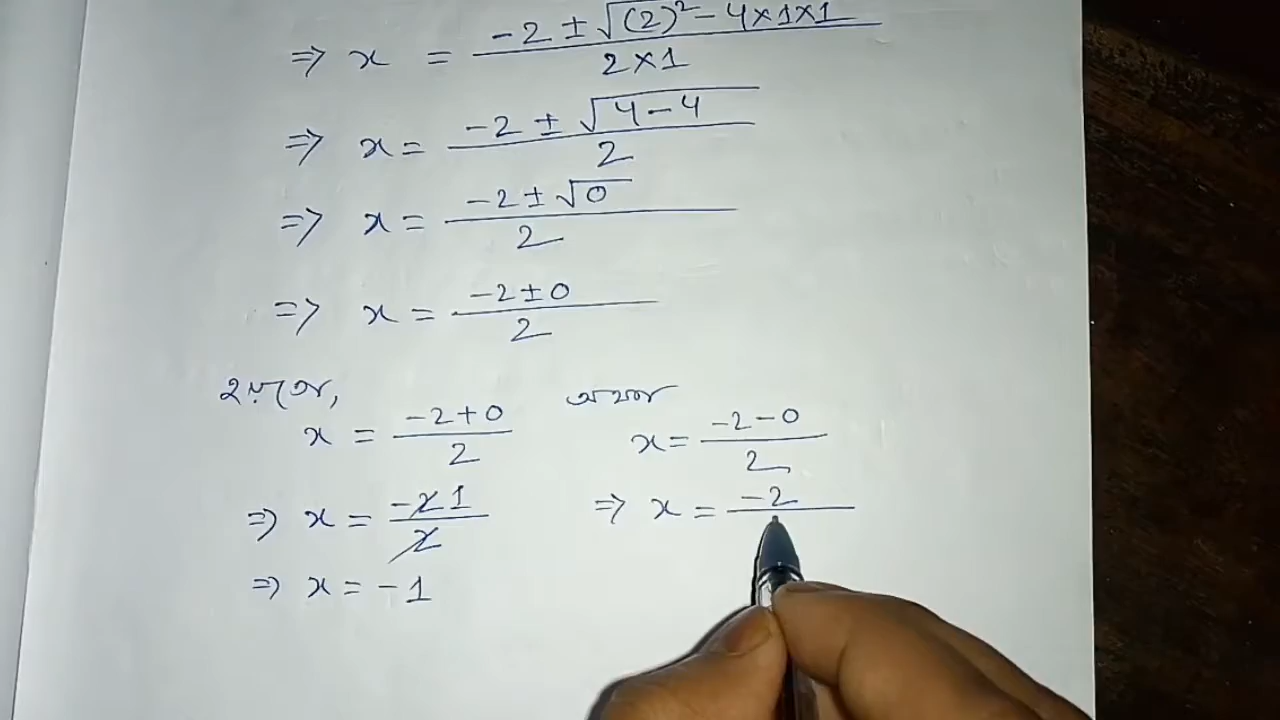 ⇒ x = (-2 ± √((2)² - 4×1×1)) / (2×1)
⇒ x = (-2 ± √(4-4)) / 2
⇒ x = (-2 ± √0) / 2
⇒ x = (-2 ± 0) / 2
হয়তো, অথবা
x = (-2+0) / 2 x = (-2-0) / 2
⇒ x = -2 1 / 2 ⇒ x = -2
⇒ x = -1